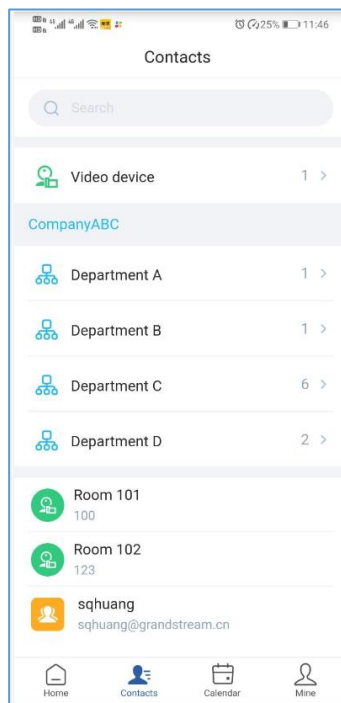 25% 11:46
Contacts
Search
Video device 1 >
CompanyABC
Department A 1 >
Department B 1 >
Department C 6 >
Department D 2 >
Room 101
100
Room 102
123
sqhuang
sqhuang@grandstream.cn
Home Contacts Calendar Mine